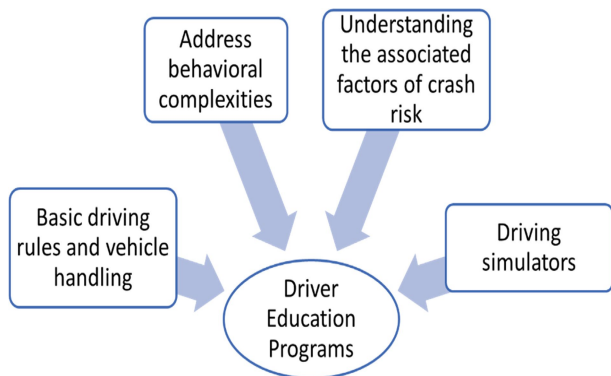 Address
behavioral
complexities
Understanding
the associated
factors of crash
risk
Basic driving
rules and vehicle
handling
Driving
simulators
Driver
Education
Programs